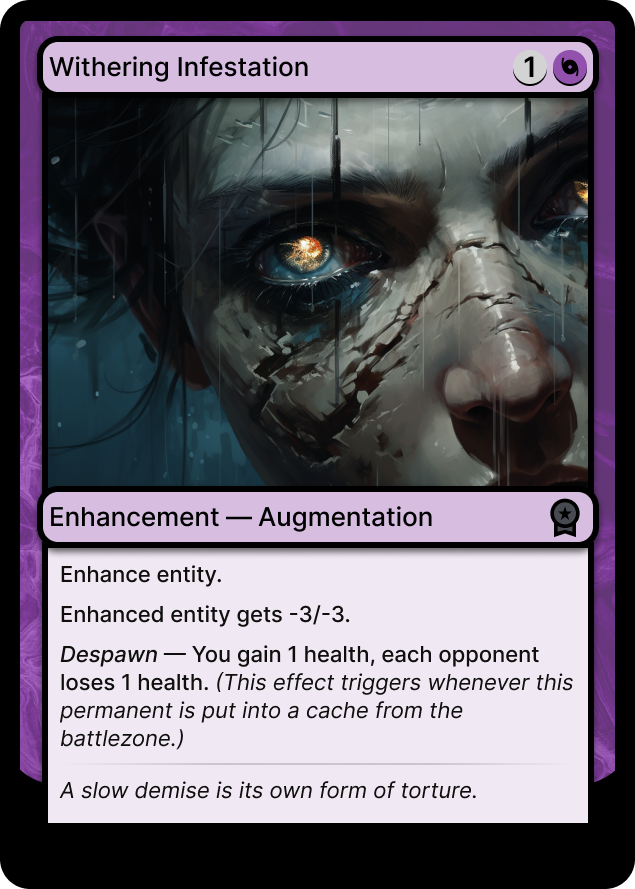 Withering Infestation
1
Enhancement — Augmentation
Enhance entity.
Enhanced entity gets -3/-3.
Despawn — You gain 1 health, each opponent
loses 1 health. (This effect triggers whenever this
permanent is put into a cache from the
battlezone.)
A slow demise is its own form of torture.